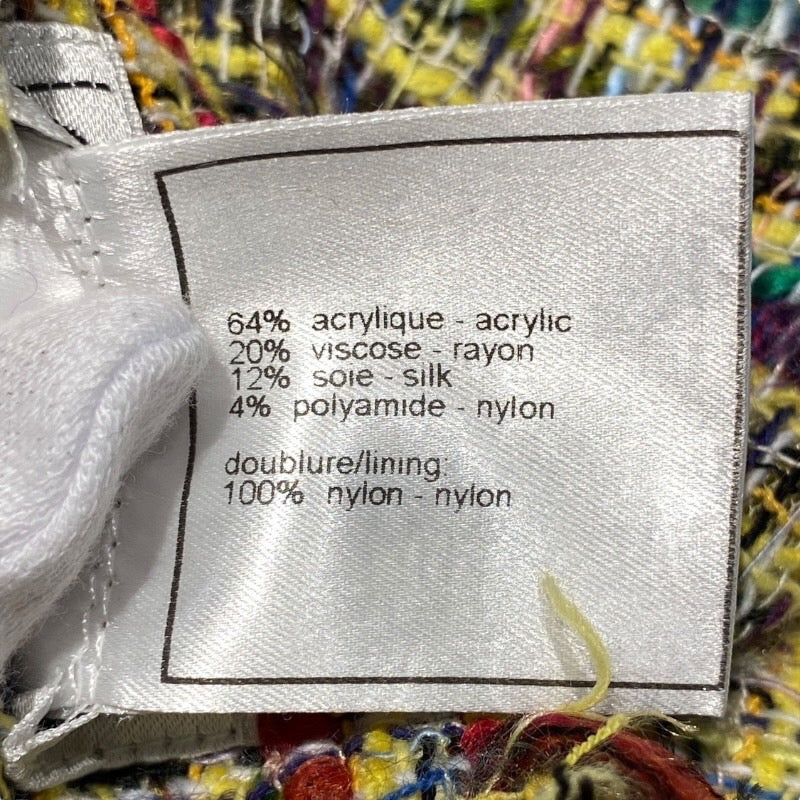 64% acrylique - acrylic
20% viscose - rayon
12% soie - silk
4% polyamide - nylon
doublure/lining:
100% nylon - nylon